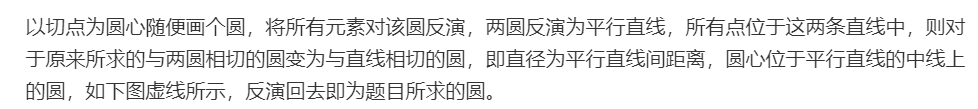 以切点为圆心随便画个圆，将所有元素对该圆反演，两圆反演为平行直线，所有点位于这两条直线中，则对
于原来所求的与两圆相切的圆变为与直线相切的圆，即直径为平行直线间距离，圆心位于平行直线的中线上
的圆，如下图虚线所示，反演回去即为题目所求的圆。